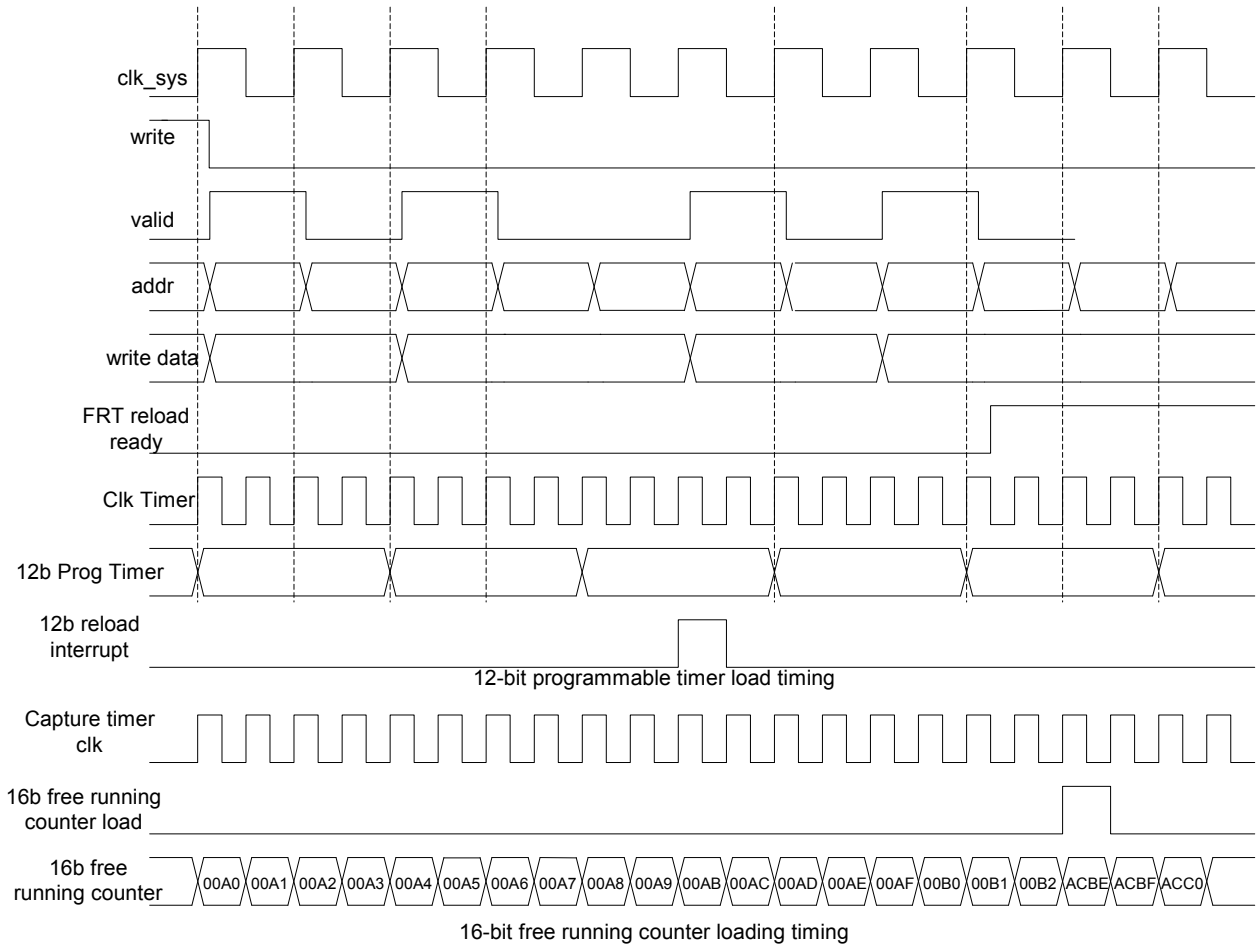 clk_sys
write
valid
addr
write data
FRT reload
ready
Clk Timer
12b Prog Timer
12b reload
interrupt
12-bit programmable timer load timing
Capture timer
clk
16b free running
counter load
16b free
running counter
00A0 00A1 00A2 00A3 00A4 00A5 00A6 00A7 00A8 00A9 00AB 00AC 00AD 00AE 00AF 00B0 00B1 00B2 ACBE ACBF ACC0
16-bit free running counter loading timing